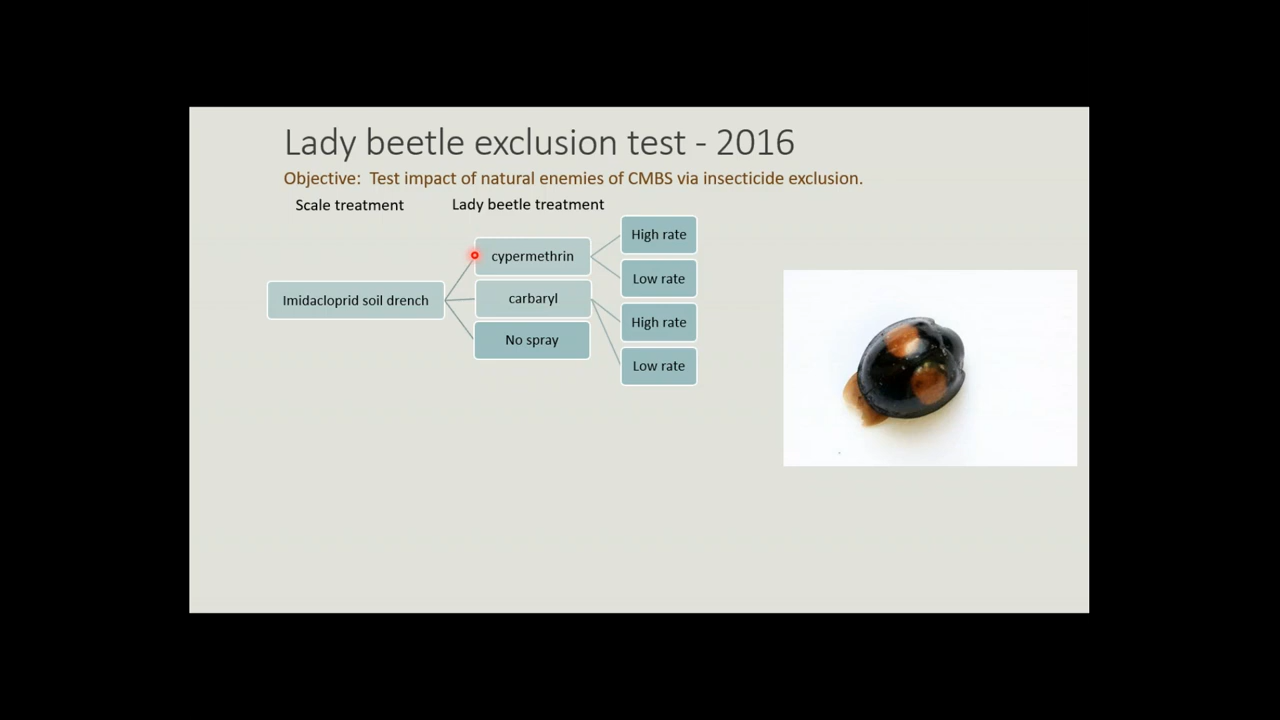 Lady beetle exclusion test - 2016
Objective:  Test impact of natural enemies of CMBS via insecticide exclusion.
Scale treatment
Lady beetle treatment
Imidacloprid soil drench
cypermethrin
carbaryl
No spray
High rate
Low rate
High rate
Low rate